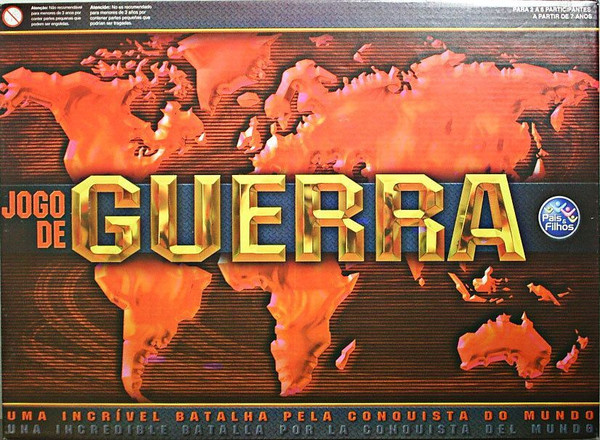 Atenção: Não recomendável
para menores de 3 anos por
conter partes pequenas que
podem ser engolidas.
Atención: No es recomendado
para menores de 3 años por
contener partes pequeñas que
podrian ser tragadas.
PARA 2 A 6 PARTICIPANTES
A PARTIR DE 7 ANOS
JOGO
DE
GUERRA
Pais &
Filhos
UMA INCRÍVEL BATALHA PELA CONQUISTA DO MUNDO
UNA INCREDIBLE BATALLA POR LA CONQUISTA DEL MUNDO